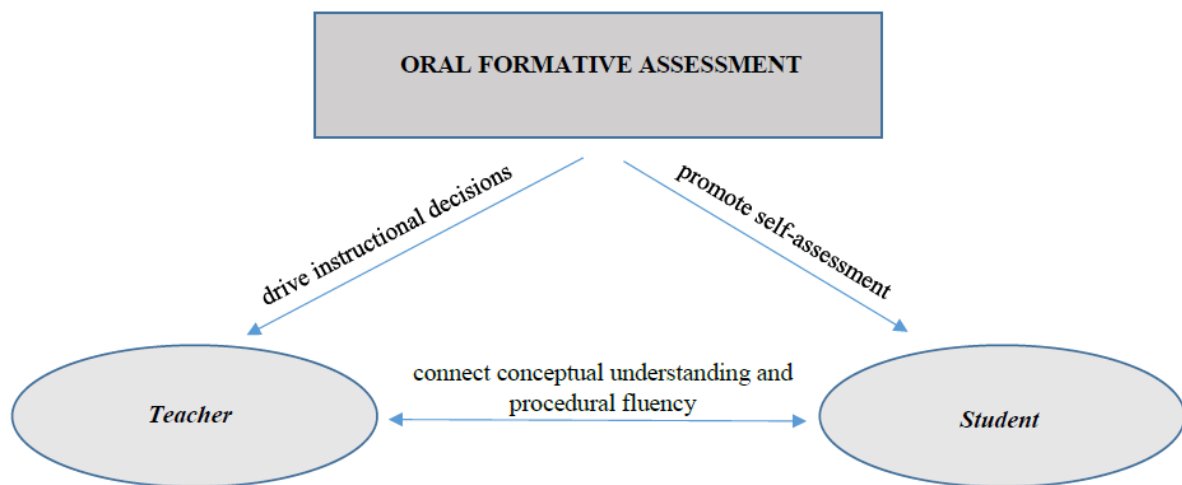 ORAL FORMATIVE ASSESSMENT
drive instructional decisions
promote self-assessment
connect conceptual understanding and
procedural fluency
Teacher
Student